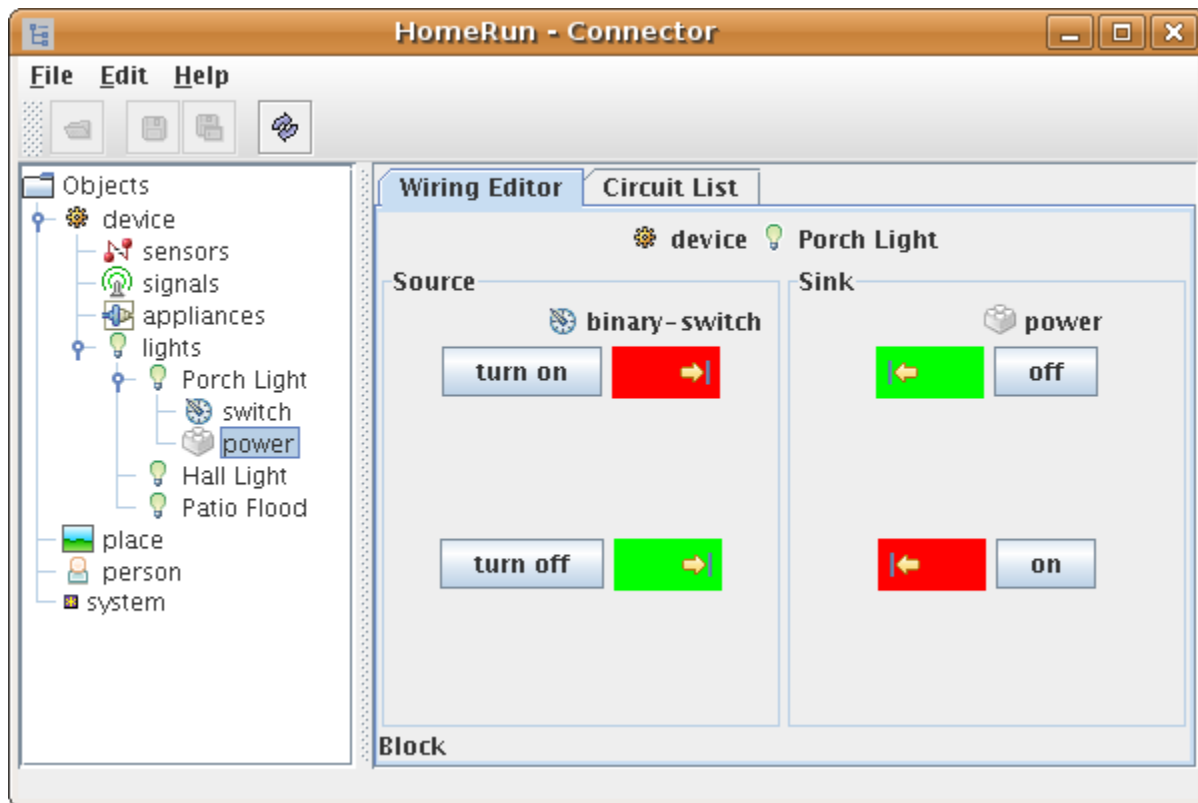 HomeRun - Connector
File Edit Help
Objects
device
sensors
signals
appliances
lights
Porch Light
switch
power
Hall Light
Patio Flood
place
person
system
Wiring Editor Circuit List
device Porch Light
Source
binary-switch
turn on
turn off
Sink
power
off
on
Block